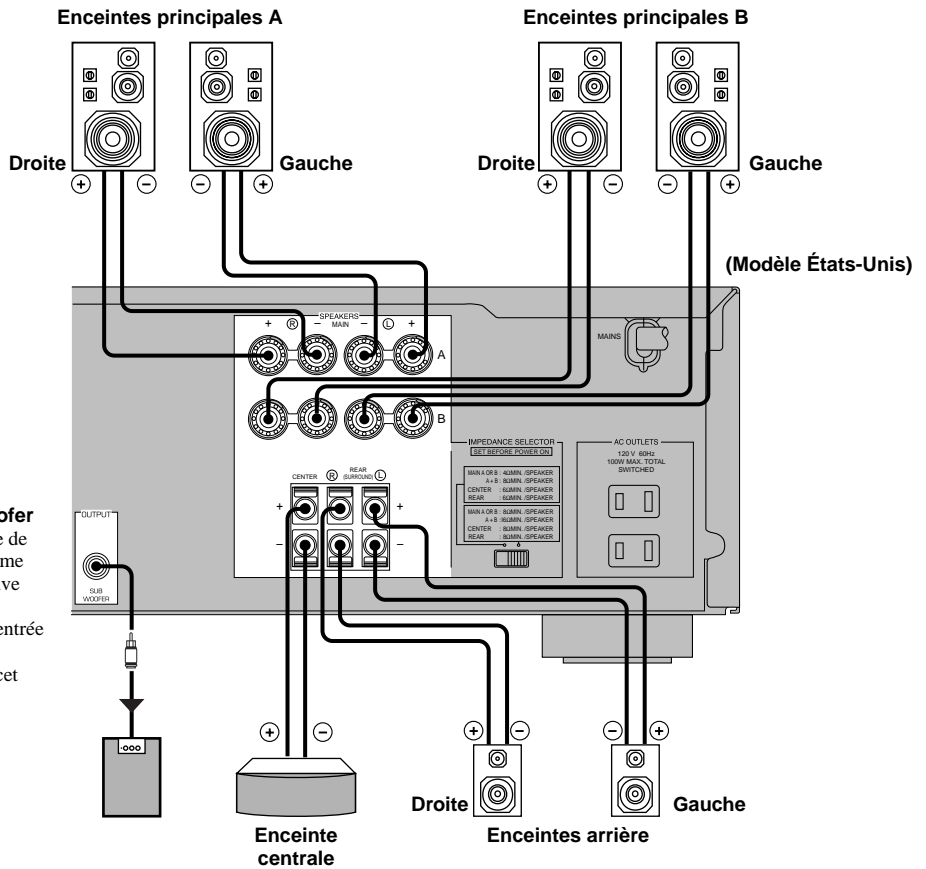 Enceintes principales A
Enceintes principales B
Droite
Gauche
Droite
Gauche
+ − − +
+ − − +
(Modèle États-Unis)
SPEAKERS
+ R − MAIN − L +
A
B
MAINS
IMPEDANCE SELECTOR
SET BEFORE POWER ON
MAIN A OR B : 4ΩMIN. /SPEAKER
A + B : 8ΩMIN. /SPEAKER
CENTER : 6ΩMIN. /SPEAKER
REAR : 6ΩMIN. /SPEAKER
MAIN A OR B : 8ΩMIN. /SPEAKER
A + B :16ΩMIN. /SPEAKER
CENTER : 8ΩMIN. /SPEAKER
REAR : 8ΩMIN. /SPEAKER
AC OUTLETS
120 V 60Hz
100W MAX. TOTAL
SWITCHED
CENTER R REAR (SURROUND) L
+ +
− −
OUTPUT
SUB
WOOFER
ofer
e de
me
ve
entrée
cet
+ −
+ − − +
Droite
Gauche
Enceinte
centrale
Enceintes arrière